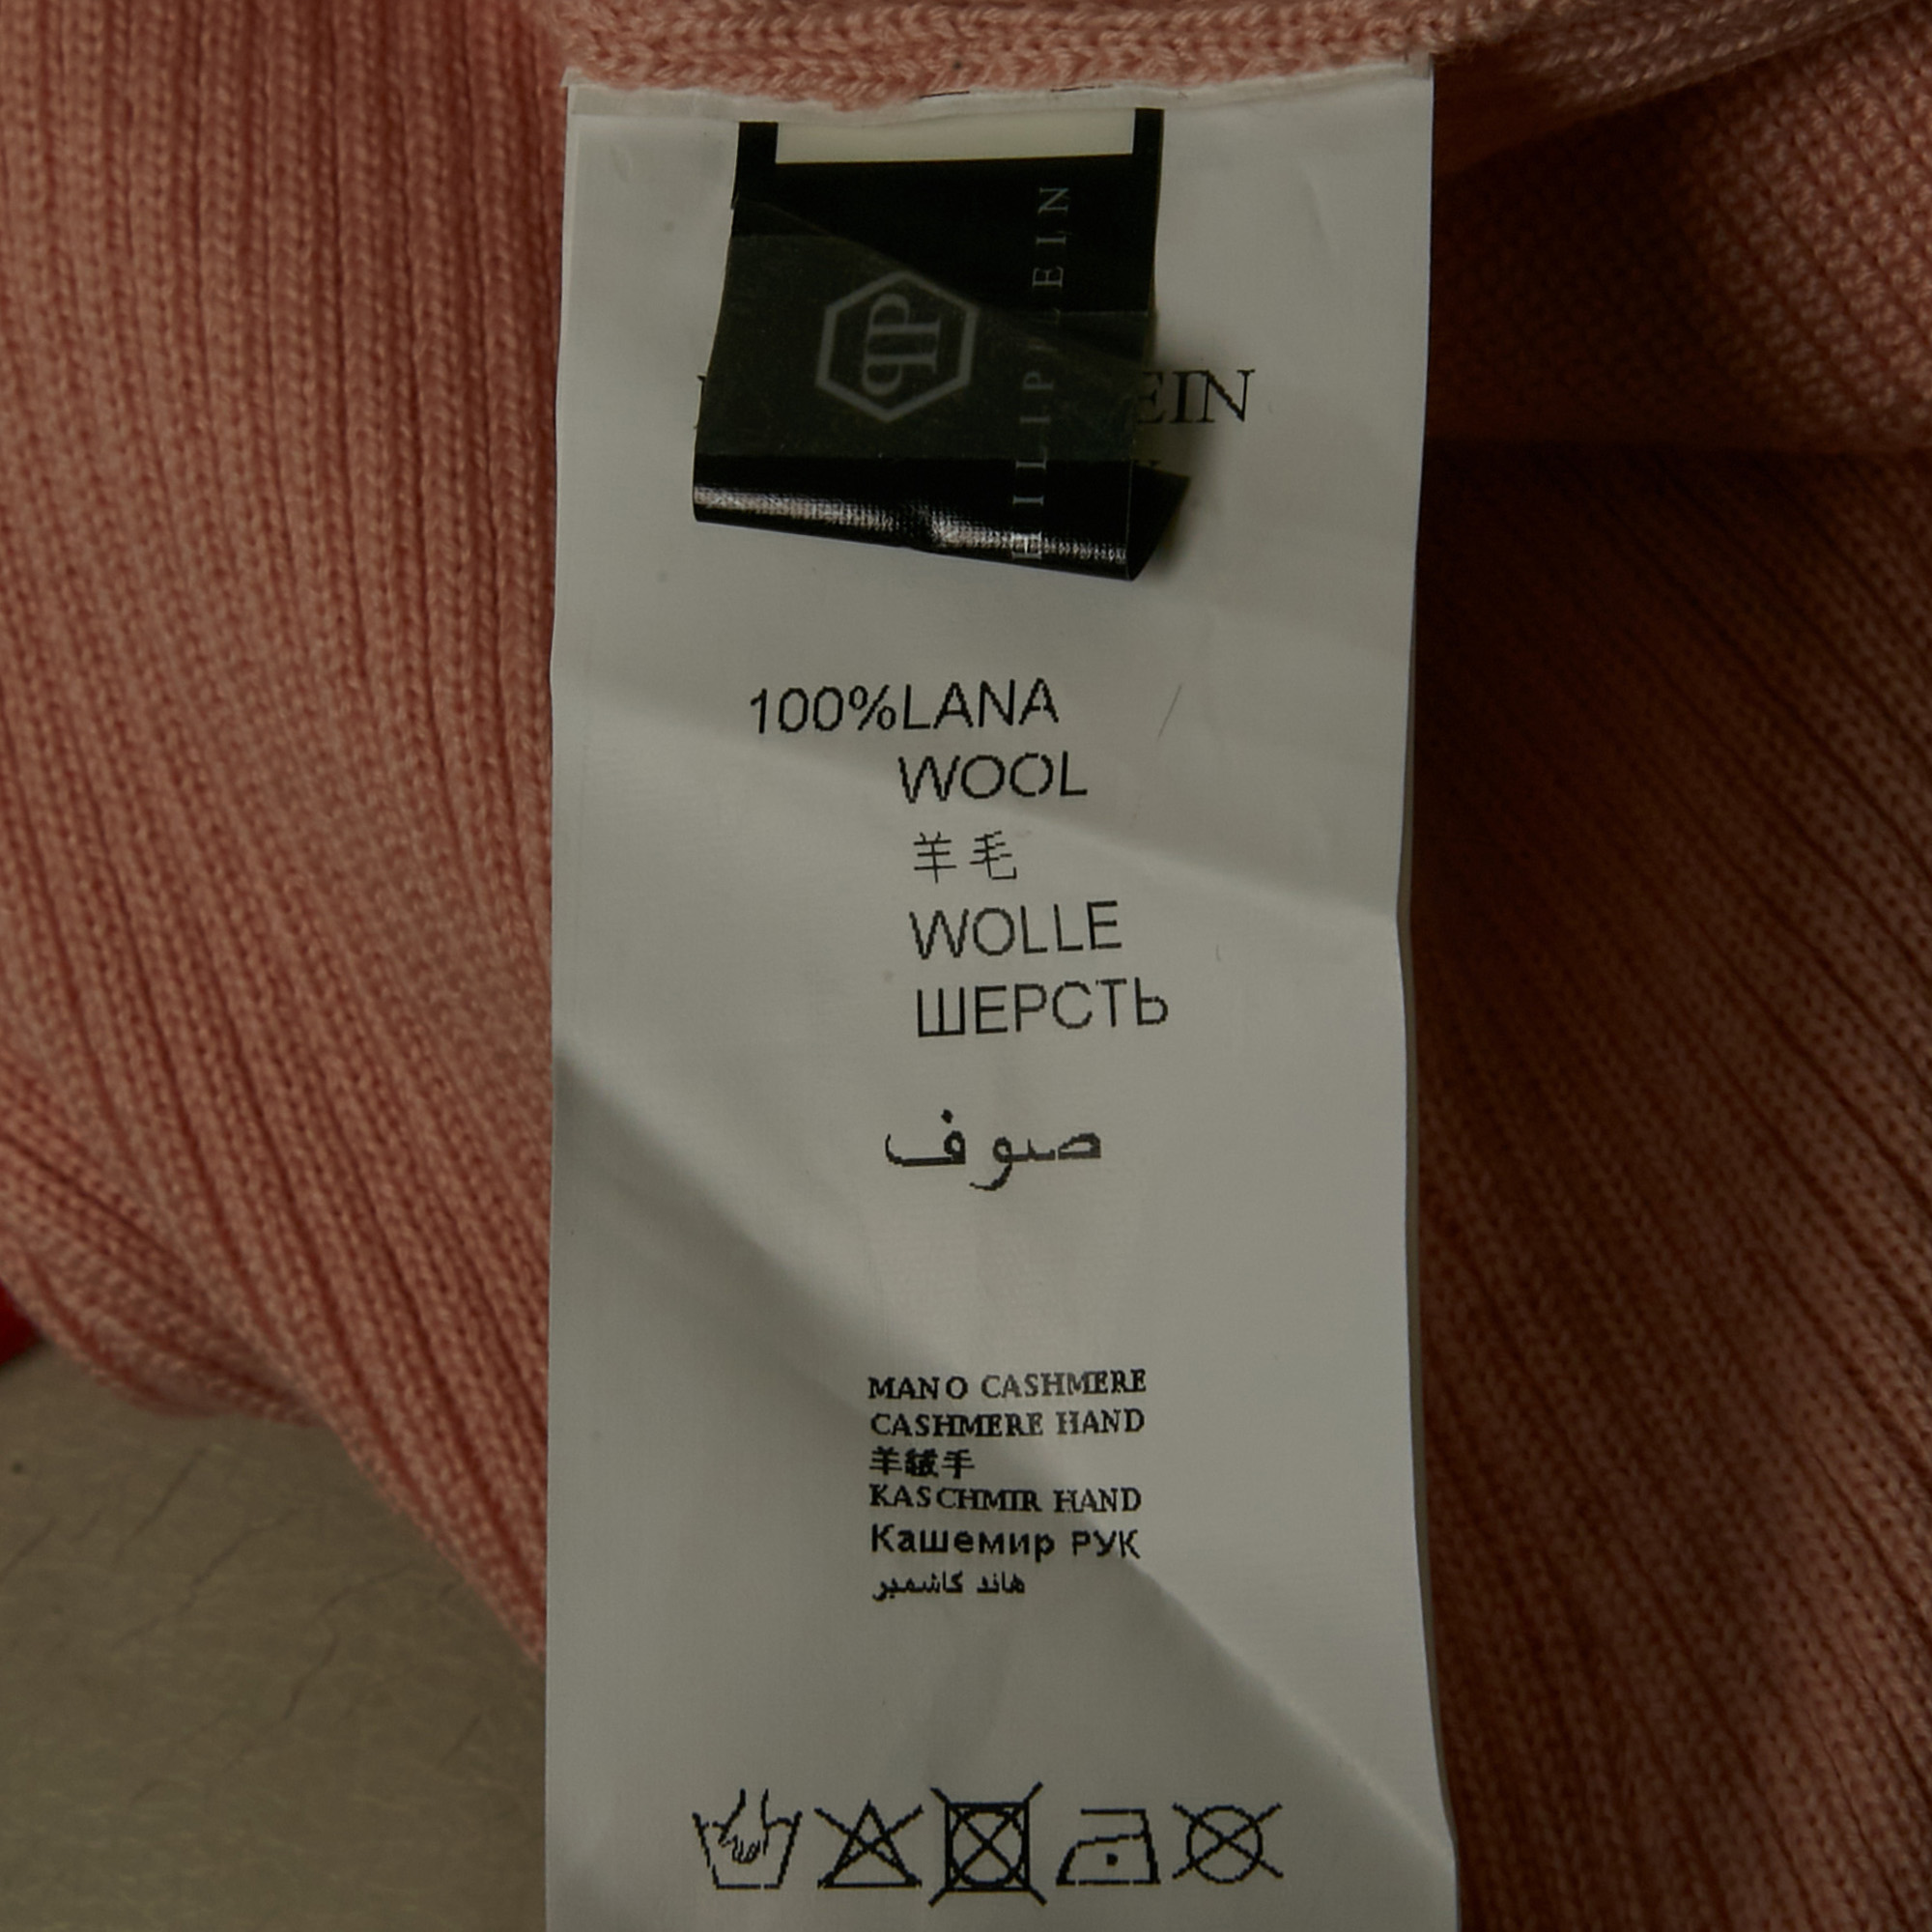 EIN
100%LANA
WOOL
羊毛
WOLLE
ШЕРСТЬ
صوف
MANO CASHMERE
CASHMERE HAND
羊绒手
KASCHMIR HAND
Кашемир РУК
هاند كاشمير